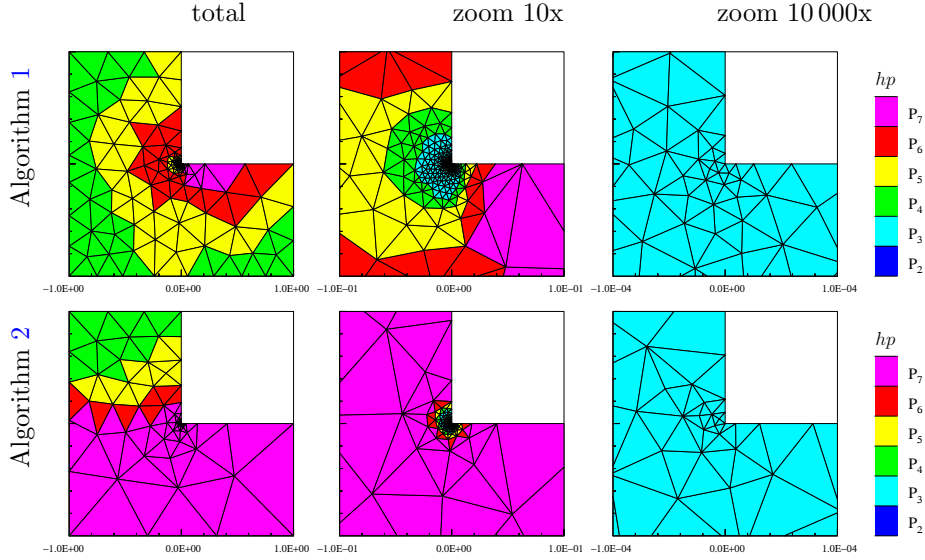 total zoom 10x zoom 10 000x
Algorithm 1
hp
P7
P6
P5
P4
P3
P2
−1.0E+00 0.0E+00 1.0E+00 −1.0E−01 0.0E+00 1.0E−01 −1.0E−04 0.0E+00 1.0E−04
Algorithm 2
hp
P7
P6
P5
P4
P3
P2
−1.0E+00 0.0E+00 1.0E+00 −1.0E−01 0.0E+00 1.0E−01 −1.0E−04 0.0E+00 1.0E−04